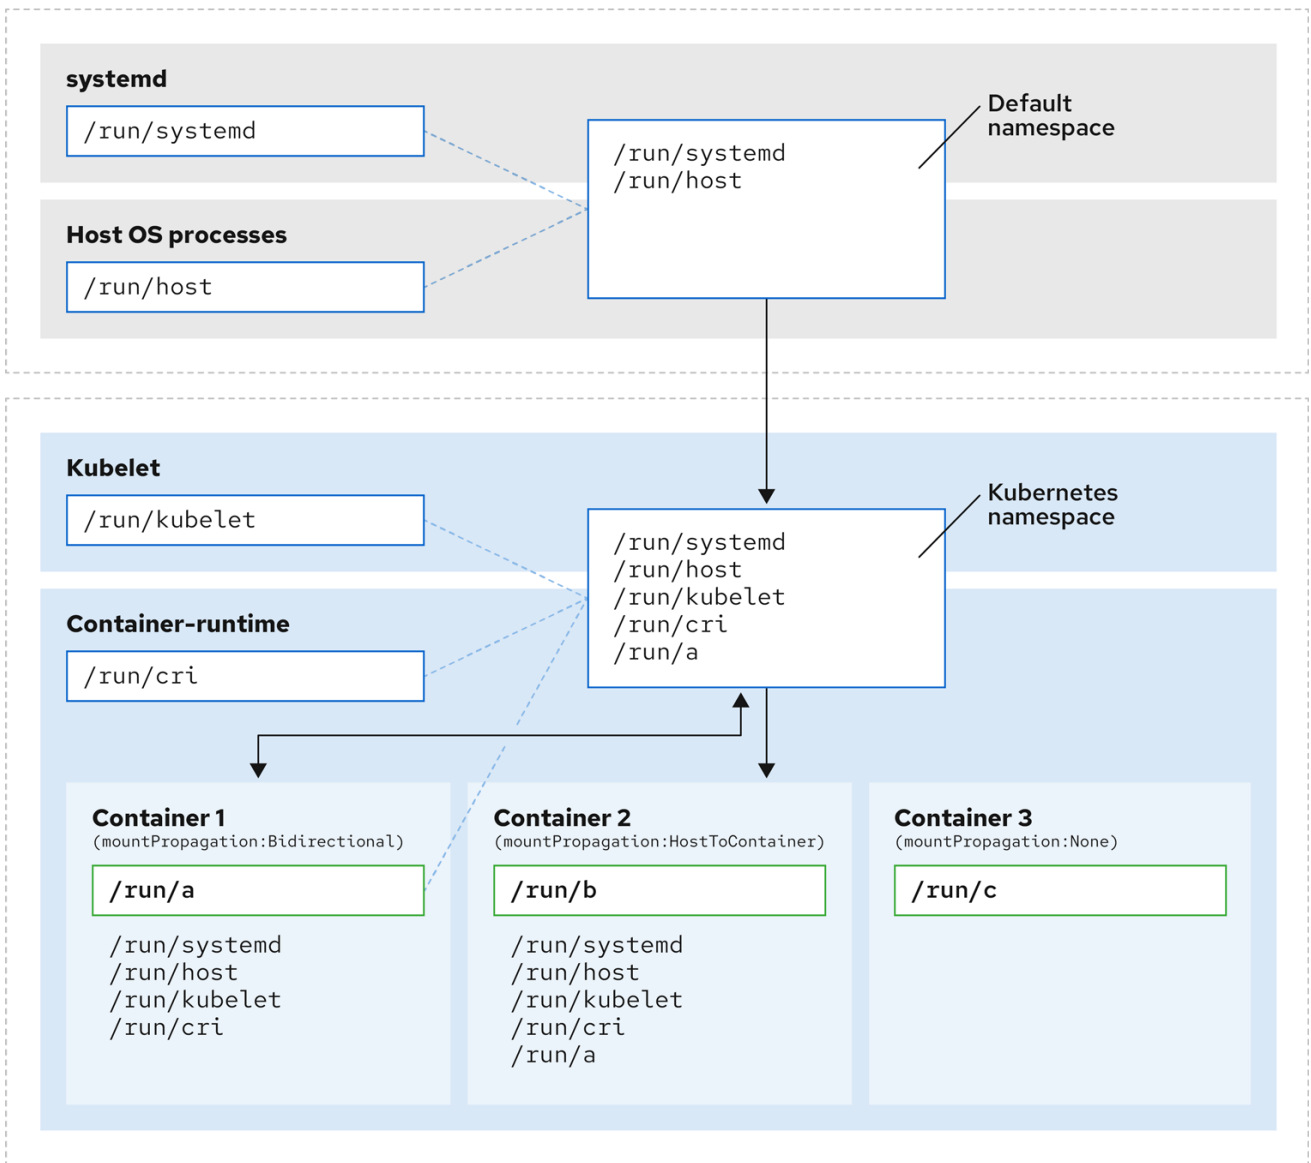 systemd
/run/systemd
Default
namespace
/run/systemd
/run/host
Host OS processes
/run/host
Kubelet
/run/kubelet
Kubernetes
namespace
/run/systemd
/run/host
/run/kubelet
/run/cri
/run/a
Container-runtime
/run/cri
Container 1
(mountPropagation:Bidirectional)
/run/a
/run/systemd
/run/host
/run/kubelet
/run/cri
Container 2
(mountPropagation:HostToContainer)
/run/b
/run/systemd
/run/host
/run/kubelet
/run/cri
/run/a
Container 3
(mountPropagation:None)
/run/c